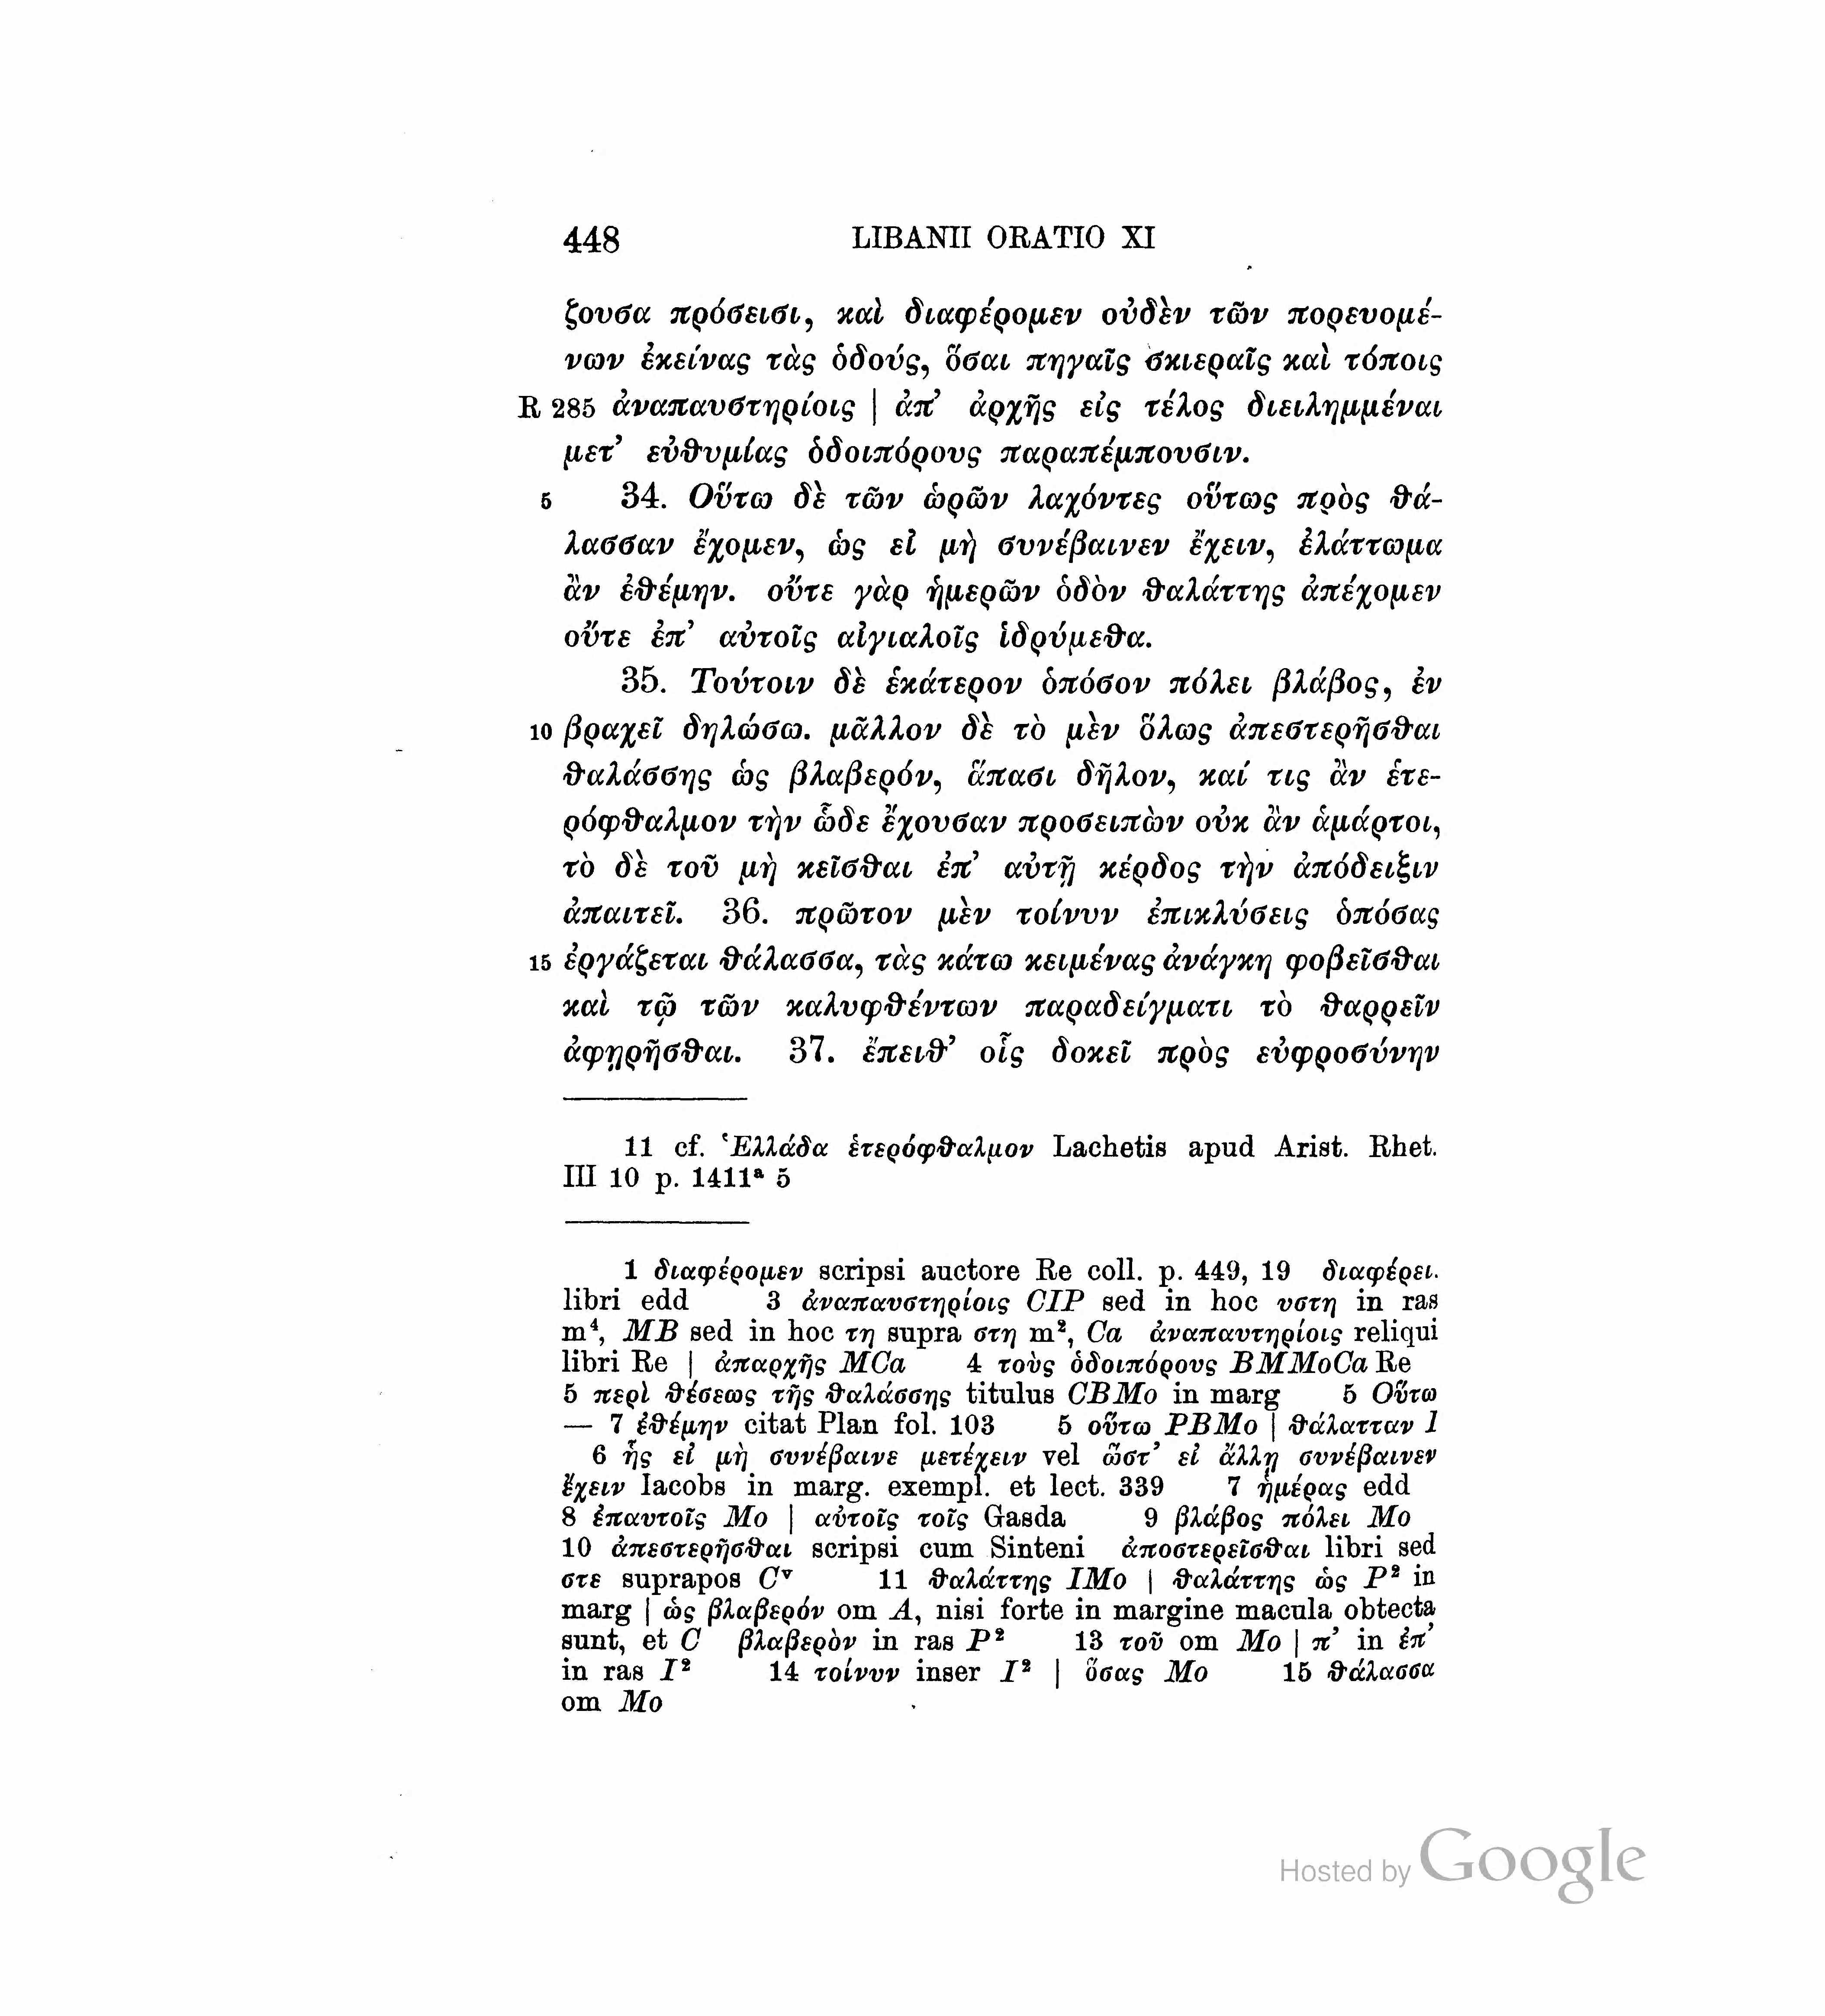 448 LIBANII ORATIO XI
ζουσα πρόσεισι, καὶ διαφέρομεν οὐδὲν τῶν πορευομέ-
νων ἐκείνας τὰς ὁδούς, ὅσαι πηγαῖς σκιεραῖς καὶ τόποις
R 285 ἀναπαυστηρίοις | ἀπ’ ἀρχῆς εἰς τέλος διειλημμέναι
μετ’ εὐθυμίας ὁδοιπόρους παραπέμπουσιν.
5 34. Οὕτω δὲ τῶν ὡρῶν λαχόντες οὕτως πρὸς θά-
λασσαν ἔχομεν, ὡς εἰ μὴ συνέβαινεν ἔχειν, ἐλάττωμα
ἂν ἐθέμην. οὔτε γὰρ ἡμερῶν ὁδὸν θαλάττης ἀπέχομεν
οὔτε ἐπ’ αὐτοῖς αἰγιαλοῖς ἱδρύμεθα.
35. Τούτοιν δὲ ἑκάτερον ὁπόσον πόλει βλάβος, ἐν
10 βραχεῖ δηλώσω. μᾶλλον δὲ τὸ μὲν ὅλως ἀπεστερῆσθαι
θαλάσσης ὡς βλαβερόν, ἅπασι δῆλον, καί τις ἂν ἑτε-
ρόφθαλμον τὴν ὧδε ἔχουσαν προσειπὼν οὐκ ἂν ἁμάρτοι,
τὸ δὲ τοῦ μὴ κεῖσθαι ἐπ’ αὐτῇ κέρδος τὴν ἀπόδειξιν
ἀπαιτεῖ. 36. πρῶτον μὲν τοίνυν ἐπικλύσεις ὁπόσας
15 ἐργάζεται θάλασσα, τὰς κάτω κειμένας ἀνάγκη φοβεῖσθαι
καὶ τῷ τῶν καλυφθέντων παραδείγματι τὸ θαρρεῖν
ἀφῃρῆσθαι. 37. ἔπειθ’ οἷς δοκεῖ πρὸς εὐφροσύνην
11 cf. Ἑλλάδα ἑτερόφθαλμον Lachetis apud Arist. Rhet.
III 10 p. 1411ª 5
1 διαφέρομεν scripsi auctore Re coll. p. 449, 19 διαφέρει.
libri edd 3 ἀναπαυστηρίοις CIP sed in hoc υστη in ras
m⁴, MB sed in hoc τη supra στη m², Ca ἀναπαυτηρίοις reliqui
libri Re | ἀπαρχῆς MCa 4 τοὺς ὁδοιπόρους BMMoCa Re
5 περὶ θέσεως τῆς θαλάσσης titulus CBMo in marg 5 Οὕτω
— 7 ἐθέμην citat Plan fol. 103 5 οὕτω PBMo | θάλατταν I
6 ἧς εἰ μὴ συνέβαινε μετέχειν vel ὥστ’ εἰ ἄλλῃ συνέβαινεν
ἔχειν Iacobs in marg. exempl. et lect. 339 7 ἡμέρας edd
8 ἐπαυτοῖς Mo | αὐτοῖς τοῖς Gasda 9 βλάβος πόλει Mo
10 ἀπεστερῆσθαι scripsi cum Sinteni ἀποστερεῖσθαι libri sed
στε suprapos Cᵛ 11 θαλάττης IMo | θαλάττης ὡς P² in
marg | ὡς βλαβερόν om A, nisi forte in margine macula obtecta
sunt, et C βλαβερὸν in ras P² 13 τοῦ om Mo | π’ in ἐπ’
in ras I² 14 τοίνυν inser I² | ὅσας Mo 15 θάλασσα
om Mo
Hosted by Google